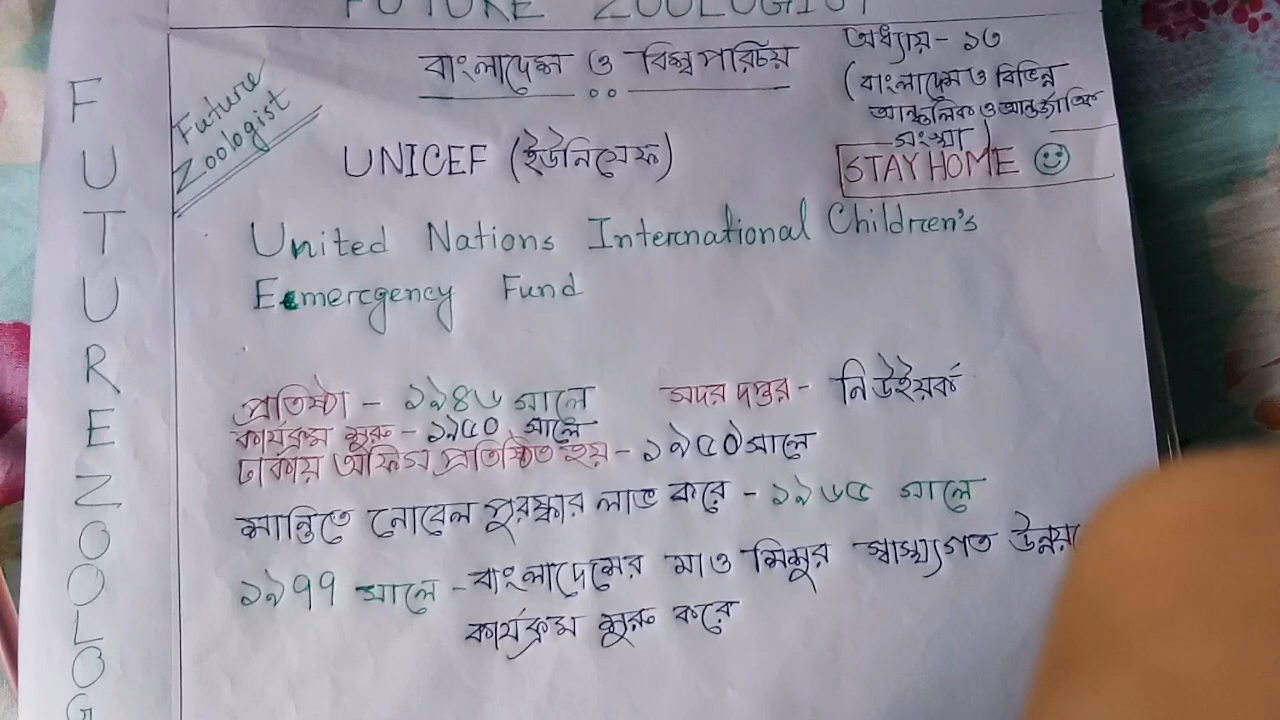 FUTURE ZOOLOGIST
FUTURE ZOOLOG
Future
Zoologist
বাংলাদেশ ও বিশ্বপরিচয়
অধ্যায়- ১৩
(বাংলাদেশ ও বিভিন্ন
আঞ্চলিক ও আন্তর্জাতিক
সংস্থা)
STAY HOME
UNICEF (ইউনিসেফ)
United Nations International Children's
Emergency Fund
প্রতিষ্ঠা - ১৯৪৬ সালে
সদর দপ্তর - নিউইয়র্ক
কার্যক্রম শুরু - ১৯৫০ সালে
ঢাকায় অফিস প্রতিষ্ঠিত হয় - ১৯৫০ সালে
শান্তিতে নোবেল পুরস্কার লাভ করে - ১৯৬৫ সালে
১৯৭৭ সালে - বাংলাদেশের মা ও শিশুর স্বাস্থ্যগত
কার্যক্রম শুরু করে